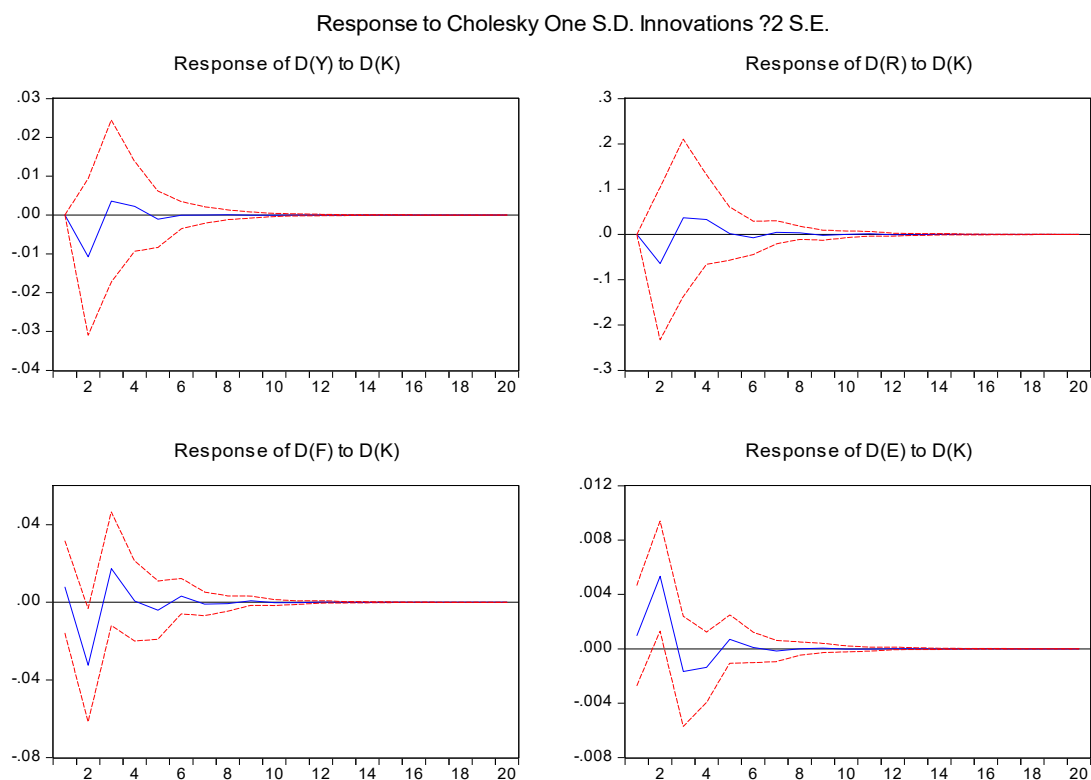 Response to Cholesky One S.D. Innovations ?2 S.E.
Response of D(Y) to D(K)
.03
.02
.01
.00
-.01
-.02
-.03
-.04
2 4 6 8 10 12 14 16 18 20
Response of D(R) to D(K)
.3
.2
.1
.0
-.1
-.2
-.3
2 4 6 8 10 12 14 16 18 20
Response of D(F) to D(K)
.04
.00
-.04
-.08
2 4 6 8 10 12 14 16 18 20
Response of D(E) to D(K)
.012
.008
.004
.000
-.004
-.008
2 4 6 8 10 12 14 16 18 20